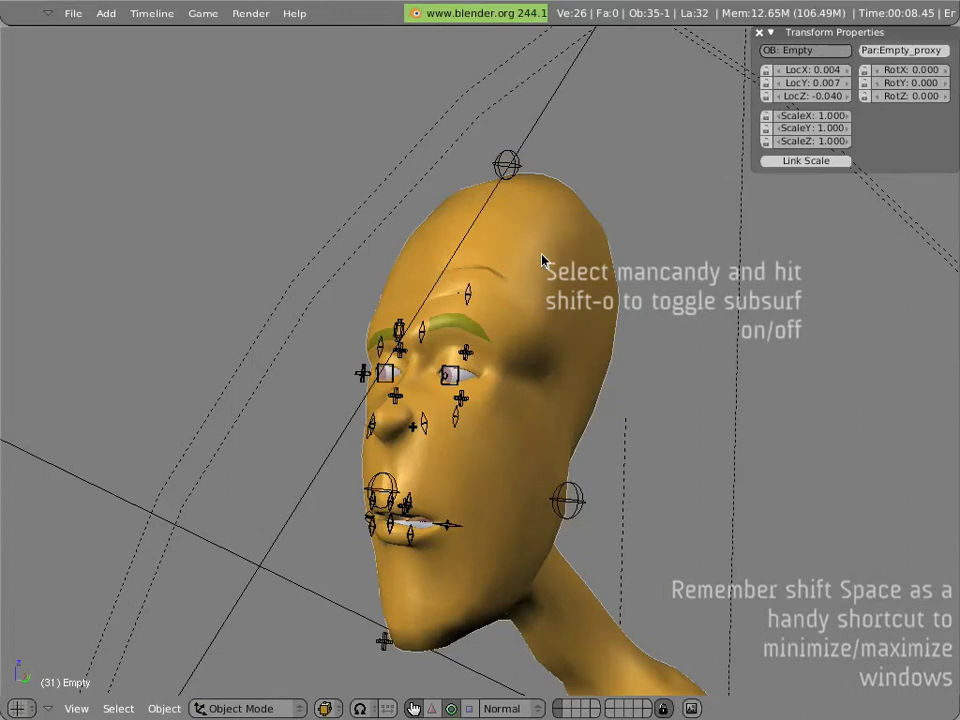 File Add Timeline Game Render Help www.blender.org 244.1 Ve:26 | Fa:0 | Ob:35-1 | La:32 | Mem:12.65M (106.49M) | Time:00:08.45 | Er
Transform Properties
OB: Empty Par:Empty_proxy
LocX: 0.004 RotX: 0.000
LocY: 0.007 RotY: 0.000
LocZ: -0.040 RotZ: 0.000
ScaleX: 1.000
ScaleY: 1.000
ScaleZ: 1.000
Link Scale
Select mancandy and hit
shift-o to toggle subsurf
on/off
Remember shift Space as a
handy shortcut to
minimize/maximize
windows
z
y
(31) Empty
View Select Object Object Mode Normal